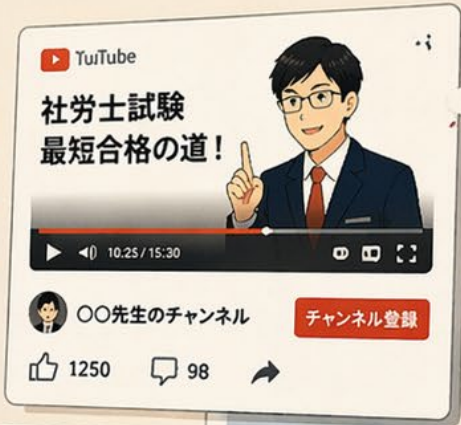 TuiTube
社労士試験
最短合格の道！
10.25 / 15:30
〇〇先生のチャンネル
チャンネル登録
1250
98